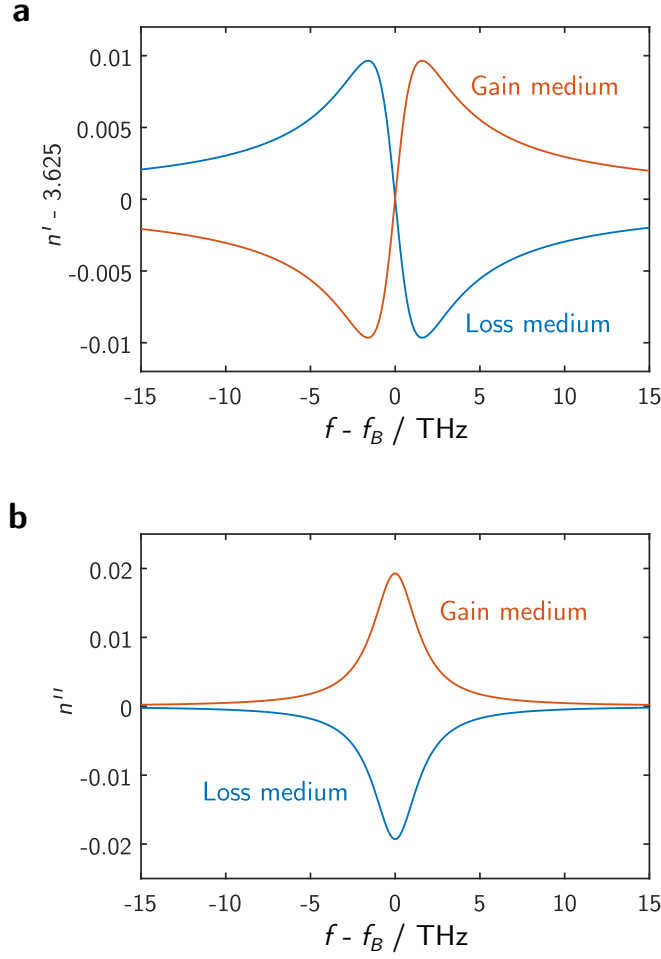 a
0.01
0.005
0
-0.005
-0.01
n' - 3.625
Gain medium
Loss medium
-15 -10 -5 0 5 10 15
f - f_B / THz
b
0.02
0.01
0
-0.01
-0.02
n''
Gain medium
Loss medium
-15 -10 -5 0 5 10 15
f - f_B / THz